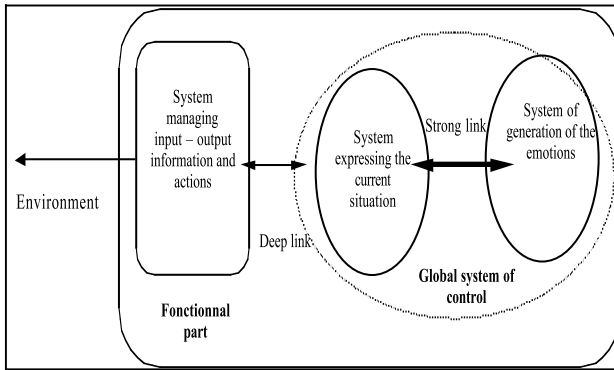 System
managing
input – output
information and
actions
Environment
Fonctionnal
part
Deep link
System
expressing the
current
situation
Strong link
System of
generation of the
emotions
Global system of
control